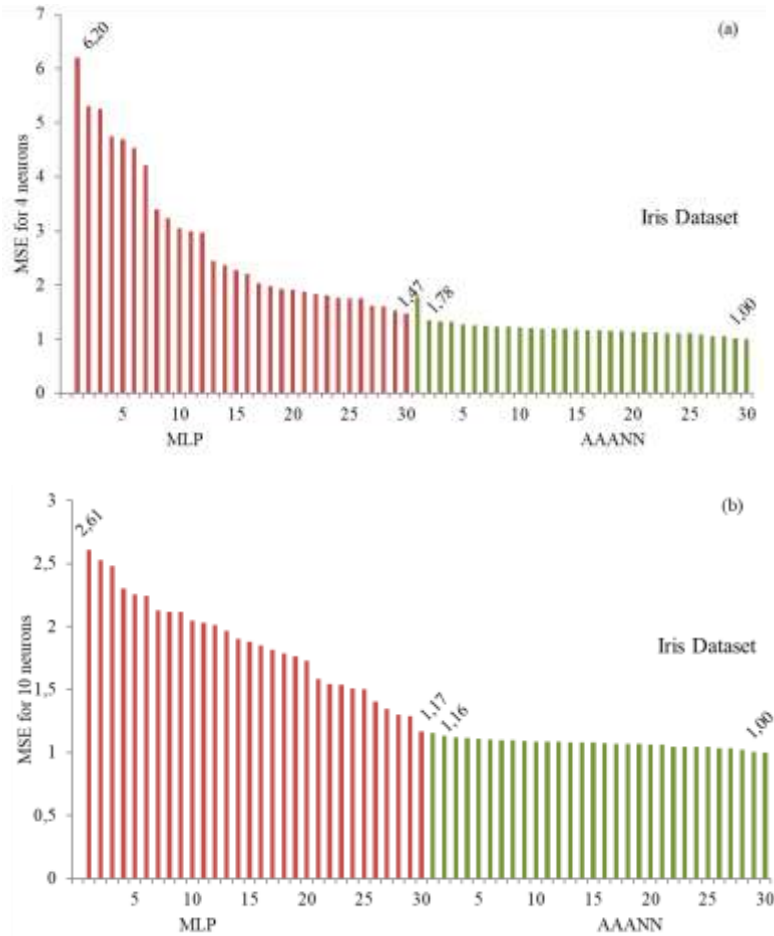 (a)
7
6,20
6
5
4
3
2
1
0
MSE for 4 neurons
Iris Dataset
1,47
1,78
1,00
5 10 15 20 25 30 5 10 15 20 25 30
MLP AAANN
(b)
3
2,61
2,5
2
1,5
1
0,5
0
MSE for 10 neurons
Iris Dataset
1,17
1,16
1,00
5 10 15 20 25 30 5 10 15 20 25 30
MLP AAANN